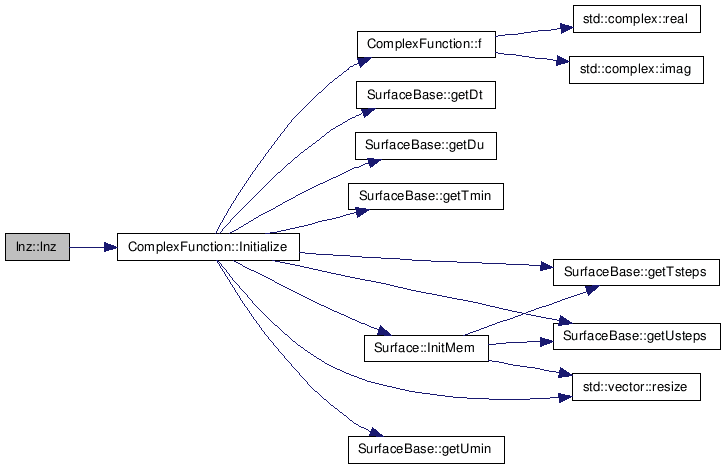 std::complex::real
ComplexFunction::f
std::complex::imag
SurfaceBase::getDt
SurfaceBase::getDu
SurfaceBase::getTmin
lnz::lnz
ComplexFunction::Initialize
SurfaceBase::getTsteps
SurfaceBase::getUsteps
Surface::InitMem
std::vector::resize
SurfaceBase::getUmin